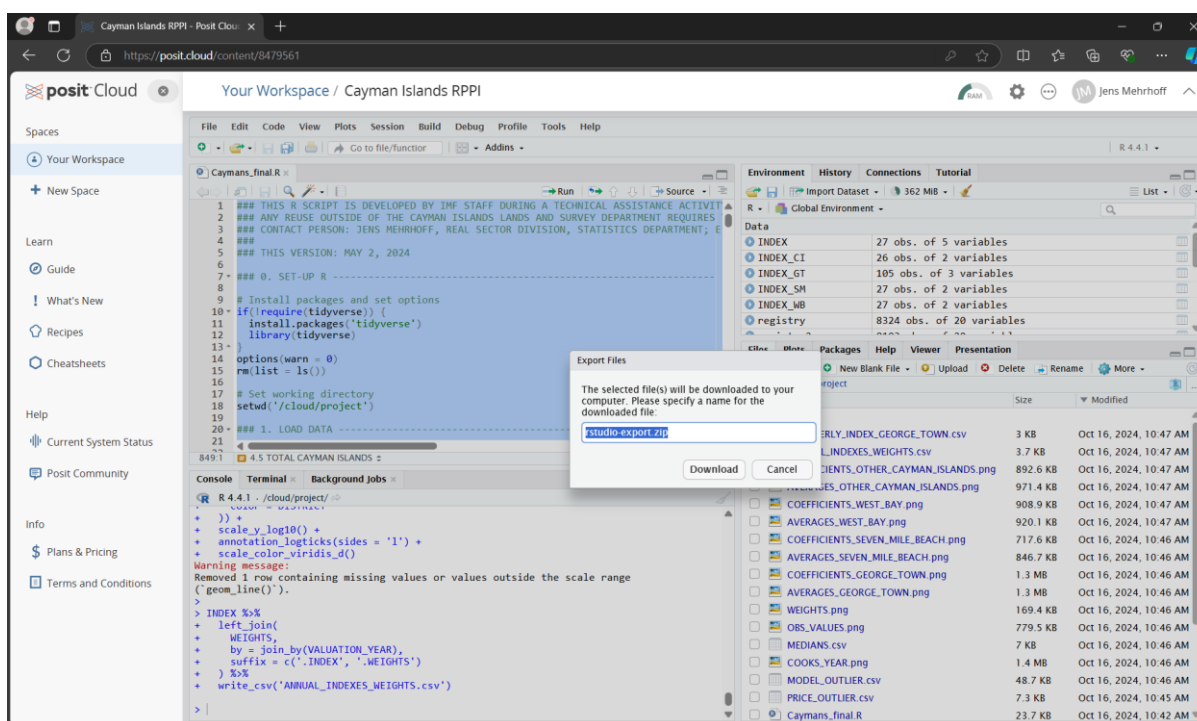 Cayman Islands RPPI - Posit Clou
https://posit.cloud/content/8479561
posit Cloud
Your Workspace / Cayman Islands RPPI
RAM
JM
Jens Mehrhoff
Spaces
Your Workspace
New Space
Learn
Guide
What's New
Recipes
Cheatsheets
Help
Current System Status
Posit Community
Info
Plans & Pricing
Terms and Conditions
File Edit Code View Plots Session Build Debug Profile Tools Help
Go to file/functior
Addins
R 4.4.1
Caymans_final.R
Run
Source
1 ### THIS R SCRIPT IS DEVELOPED BY IMF STAFF DURING A TECHNICAL ASSISTANCE ACTIVIT
2 ### ANY REUSE OUTSIDE OF THE CAYMAN ISLANDS LANDS AND SURVEY DEPARTMENT REQUIRES
3 ### CONTACT PERSON: JENS MEHRHOFF, REAL SECTOR DIVISION, STATISTICS DEPARTMENT; E
4 ###
5 ### THIS VERSION: MAY 2, 2024
6
7 ### 0. SET-UP R ----------------------------------------------------------------
8
9 # Install packages and set options
10 if(!require(tidyverse)) {
11 install.packages('tidyverse')
12 library(tidyverse)
13 }
14 options(warn = 0)
15 rm(list = ls())
16
17 # Set working directory
18 setwd('/cloud/project')
19
20 ### 1. LOAD DATA ---------------------------
21
849:1 4.5 TOTAL CAYMAN ISLANDS
Console Terminal Background Jobs
R 4.4.1 · /cloud/project/
+ )) +
+ scale_y_log10() +
+ annotation_logticks(sides = 'l') +
+ scale_color_viridis_d()
Warning message:
Removed 1 row containing missing values or values outside the scale range
(`geom_line()`).
>
> INDEX %>%
+ left_join(
+ WEIGHTS,
+ by = join_by(VALUATION_YEAR),
+ suffix = c('.INDEX', '.WEIGHTS')
+ ) %>%
+ write_csv('ANNUAL_INDEXES_WEIGHTS.csv')
>
Environment History Connections Tutorial
Import Dataset
362 MiB
List
R
Global Environment
Data
INDEX 27 obs. of 5 variables
INDEX_CI 26 obs. of 2 variables
INDEX_GT 105 obs. of 3 variables
INDEX_SM 27 obs. of 2 variables
INDEX_WB 27 obs. of 2 variables
registry 8324 obs. of 20 variables
Files Plots Packages Help Viewer Presentation
New Blank File Upload Delete Rename More
roject
Size Modified
ERLY_INDEX_GEORGE_TOWN.csv 3 KB Oct 16, 2024, 10:47 AM
L_INDEXES_WEIGHTS.csv 3.7 KB Oct 16, 2024, 10:47 AM
CIENTS_OTHER_CAYMAN_ISLANDS.png 892.6 KB Oct 16, 2024, 10:46 AM
AVERAGES_OTHER_CAYMAN_ISLANDS.png 971.4 KB Oct 16, 2024, 10:46 AM
COEFFICIENTS_WEST_BAY.png 908.9 KB Oct 16, 2024, 10:46 AM
AVERAGES_WEST_BAY.png 920.1 KB Oct 16, 2024, 10:46 AM
COEFFICIENTS_SEVEN_MILE_BEACH.png 717.6 KB Oct 16, 2024, 10:46 AM
AVERAGES_SEVEN_MILE_BEACH.png 846.7 KB Oct 16, 2024, 10:46 AM
COEFFICIENTS_GEORGE_TOWN.png 1.3 MB Oct 16, 2024, 10:46 AM
AVERAGES_GEORGE_TOWN.png 1.3 MB Oct 16, 2024, 10:46 AM
WEIGHTS.png 169.4 KB Oct 16, 2024, 10:46 AM
OBS_VALUES.png 779.5 KB Oct 16, 2024, 10:46 AM
MEDIANS.csv 7 KB Oct 16, 2024, 10:46 AM
COOKS_YEAR.png 1.4 MB Oct 16, 2024, 10:46 AM
MODEL_OUTLIER.csv 48.7 KB Oct 16, 2024, 10:46 AM
PRICE_OUTLIER.csv 7.3 KB Oct 16, 2024, 10:45 AM
Caymans_final.R 23.7 KB Oct 16, 2024, 10:42 AM
Export Files
The selected file(s) will be downloaded to your
computer. Please specify a name for the
downloaded file:
rstudio-export.zip
Download Cancel